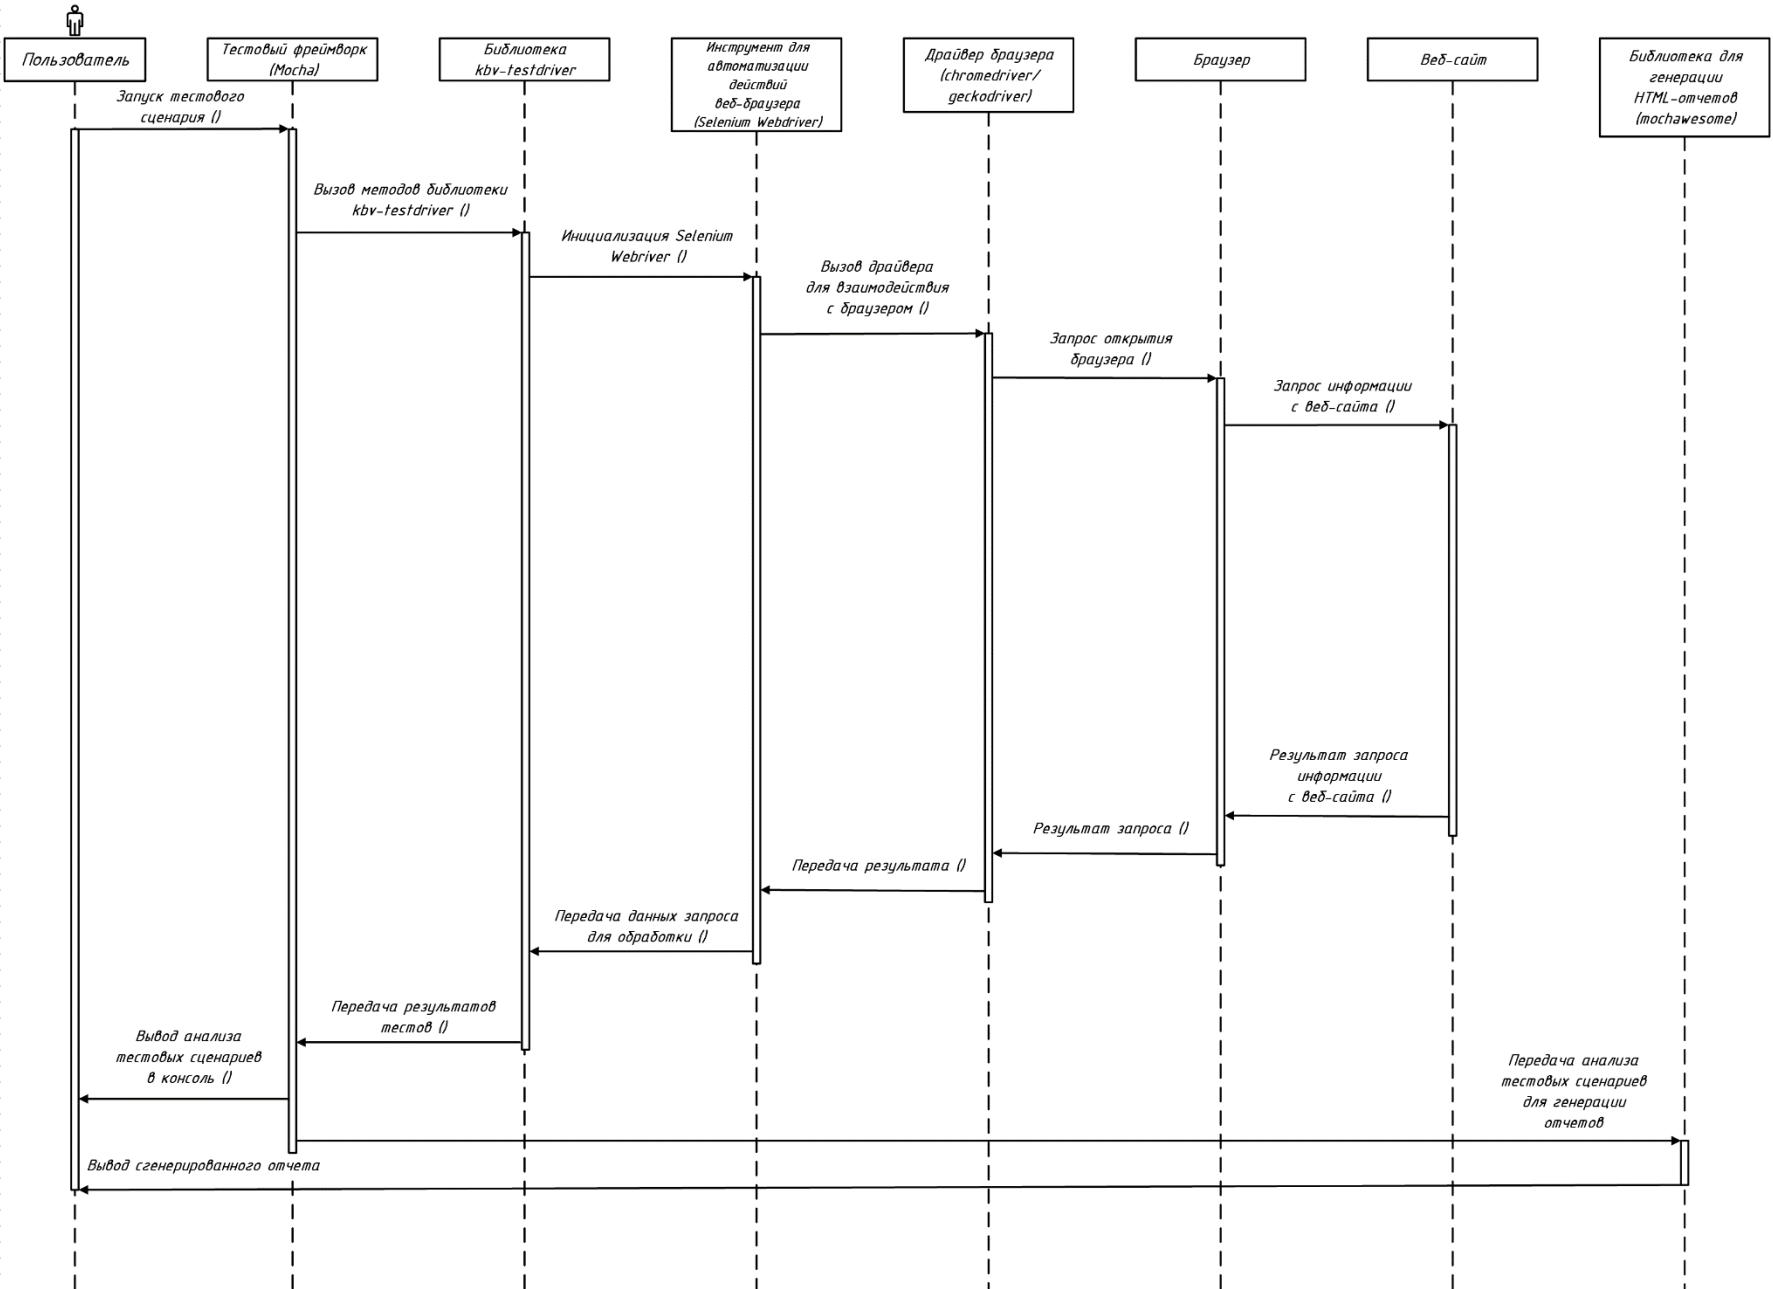 Пользователь
Тестовый фреймворк
(Mocha)
Библиотека
kbv-testdriver
Инструмент для
автоматизации
действий
веб-браузера
(Selenium Webdriver)
Драйвер браузера
(chromedriver/
geckodriver)
Браузер
Веб-сайт
Библиотека для
генерации
HTML-отчетов
(mochawesome)
Запуск тестового
сценария ()
Вызов методов библиотеки
kbv-testdriver ()
Инициализация Selenium
Webriver ()
Вызов драйвера
для взаимодействия
с браузером ()
Запрос открытия
браузера ()
Запрос информации
с веб-сайта ()
Результат запроса
информации
с веб-сайта ()
Результат запроса ()
Передача результата ()
Передача данных запроса
для обработки ()
Передача результатов
тестов ()
Вывод анализа
тестовых сценариев
в консоль ()
Передача анализа
тестовых сценариев
для генерации
отчетов
Вывод сгенерированного отчета